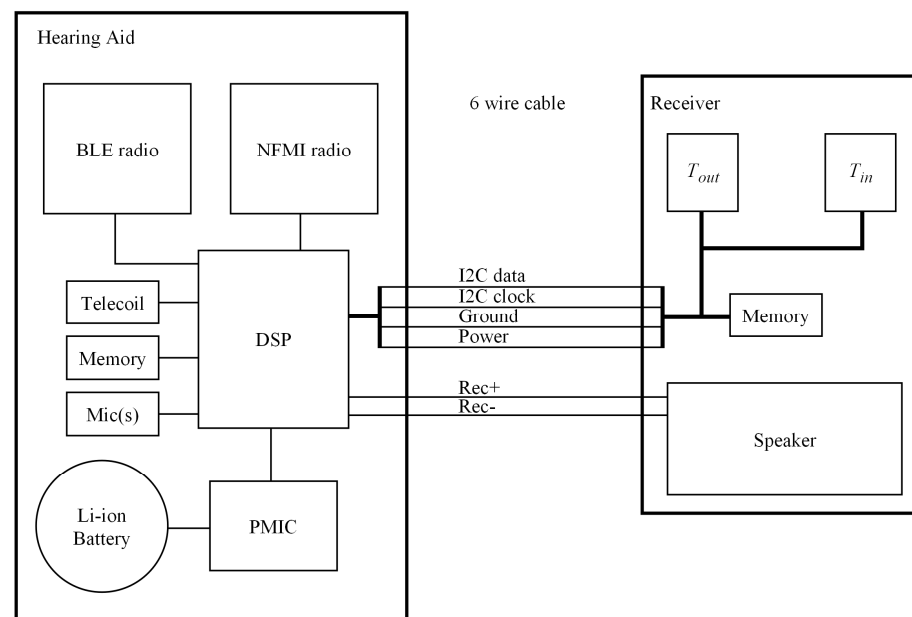 Hearing Aid
BLE radio
NFMI radio
6 wire cable
Receiver
T_out
T_in
Telecoil
Memory
Mic(s)
DSP
I2C data
I2C clock
Ground
Power
Memory
Rec+
Rec-
Speaker
Li-ion
Battery
PMIC